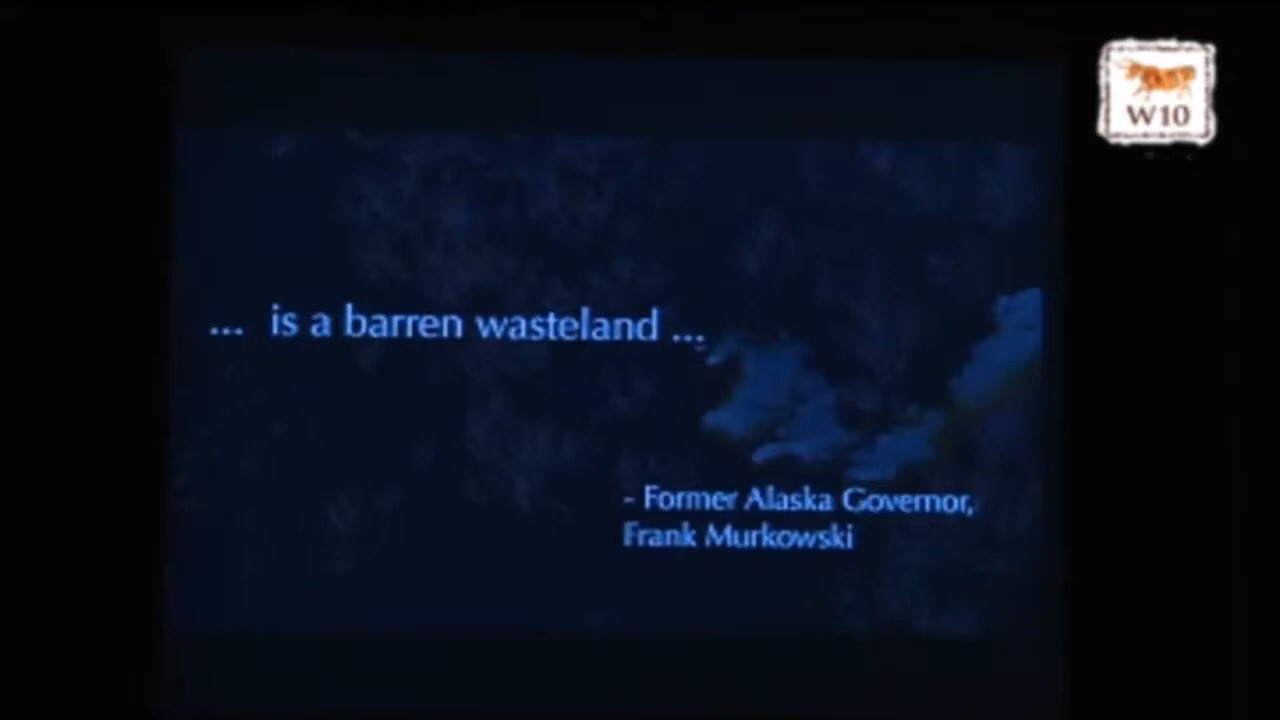 W10
... is a barren wasteland ...
- Former Alaska Governor,
Frank Murkowski